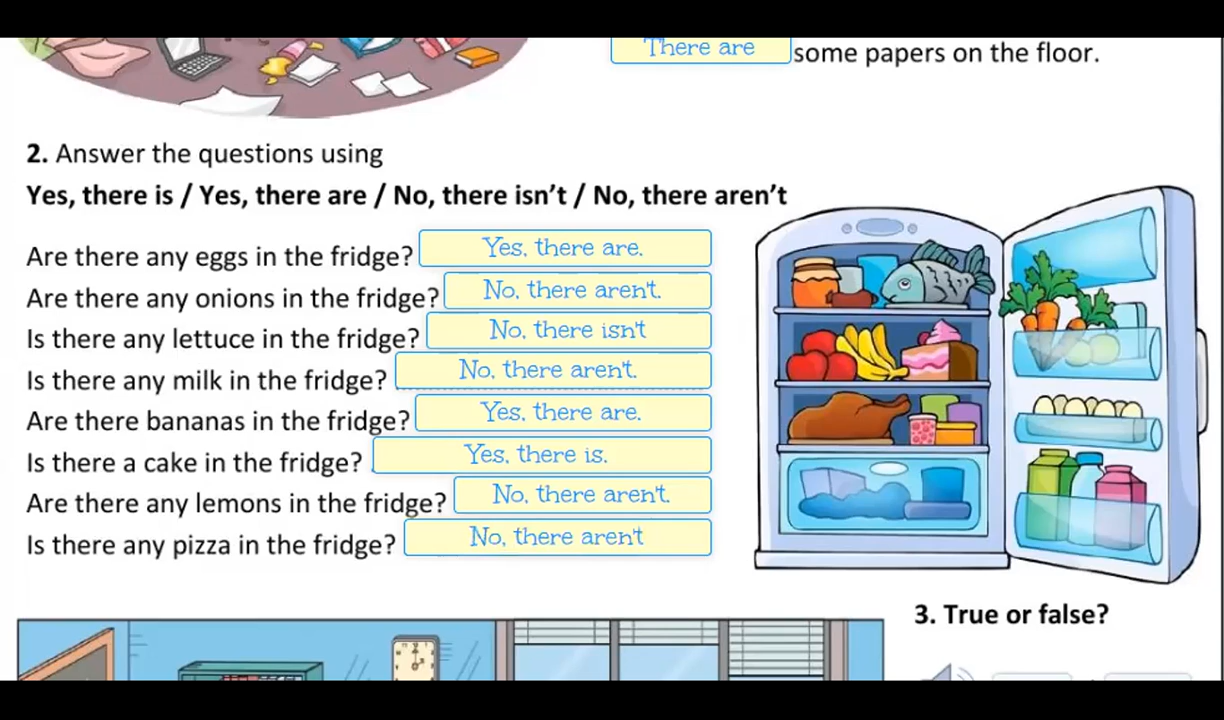 There are some papers on the floor.
2. Answer the questions using
Yes, there is / Yes, there are / No, there isn't / No, there aren't
Are there any eggs in the fridge? Yes, there are.
Are there any onions in the fridge? No, there aren't.
Is there any lettuce in the fridge? No, there isn't
Is there any milk in the fridge? No, there aren't.
Are there bananas in the fridge? Yes, there are.
Is there a cake in the fridge? Yes, there is.
Are there any lemons in the fridge? No, there aren't.
Is there any pizza in the fridge? No, there aren't
3. True or false?